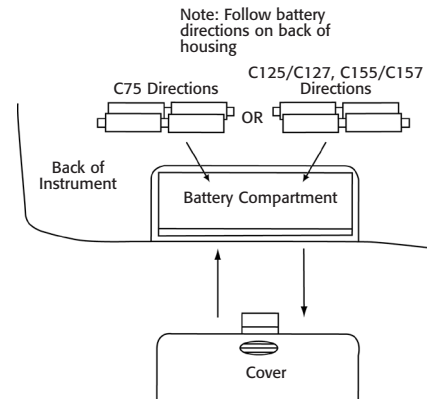 Note: Follow battery
directions on back of
housing
C75 Directions
OR
C125/C127, C155/C157
Directions
Back of
Instrument
Battery Compartment
Cover